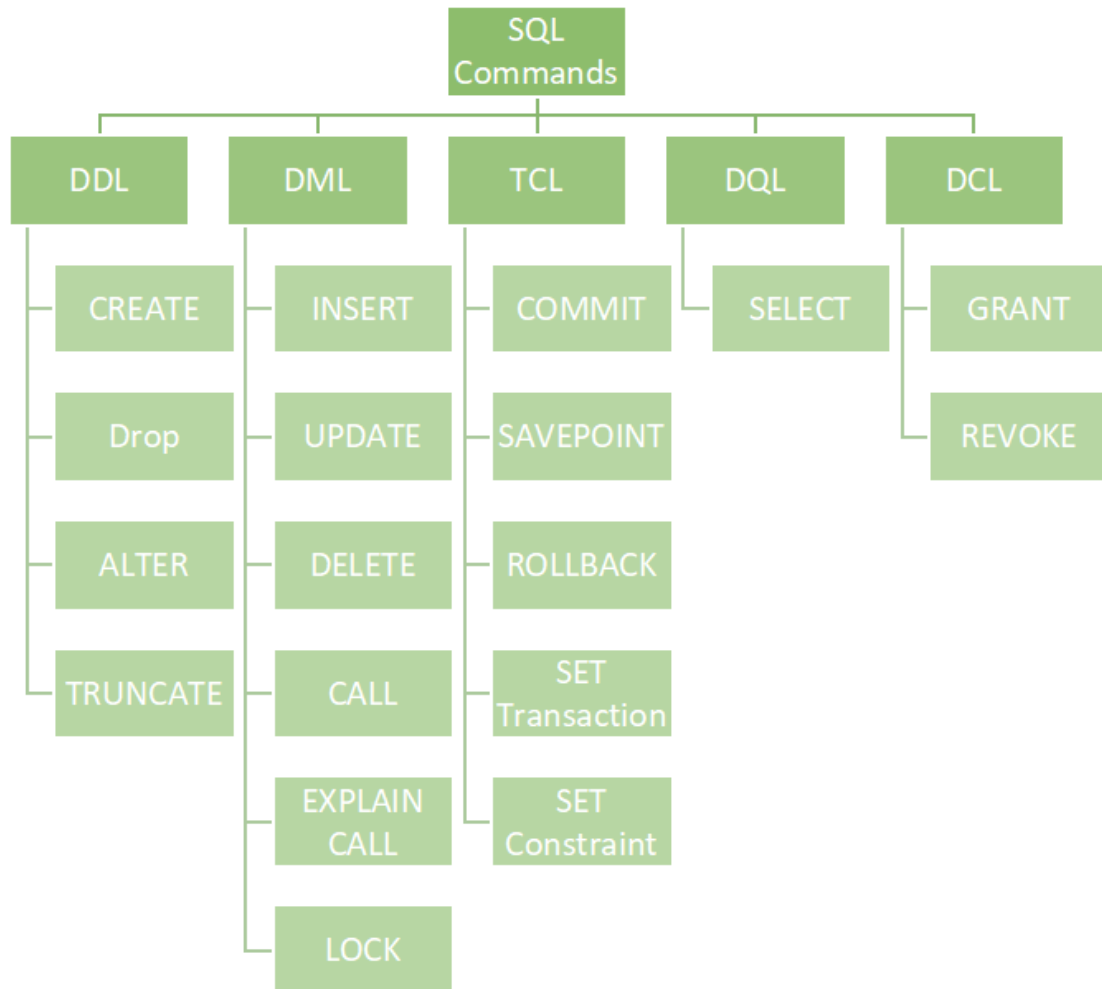 SQL
Commands
DDL
DML
TCL
DQL
DCL
CREATE
INSERT
COMMIT
SELECT
GRANT
Drop
UPDATE
SAVEPOINT
REVOKE
ALTER
DELETE
ROLLBACK
TRUNCATE
CALL
SET
Transaction
EXPLAIN
CALL
SET
Constraint
LOCK